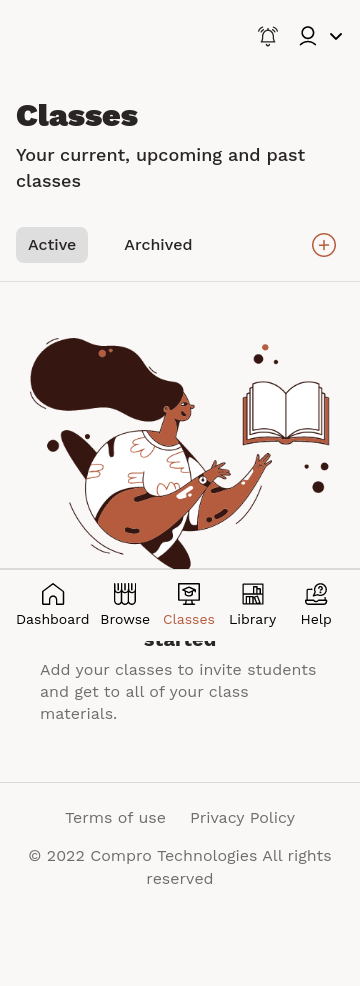 Classes
Your current, upcoming and past
classes
Active
Archived
Dashboard
Browse
Classes
Library
Help
started
Add your classes to invite students
and get to all of your class
materials.
Terms of use
Privacy Policy
© 2022 Compro Technologies All rights
reserved